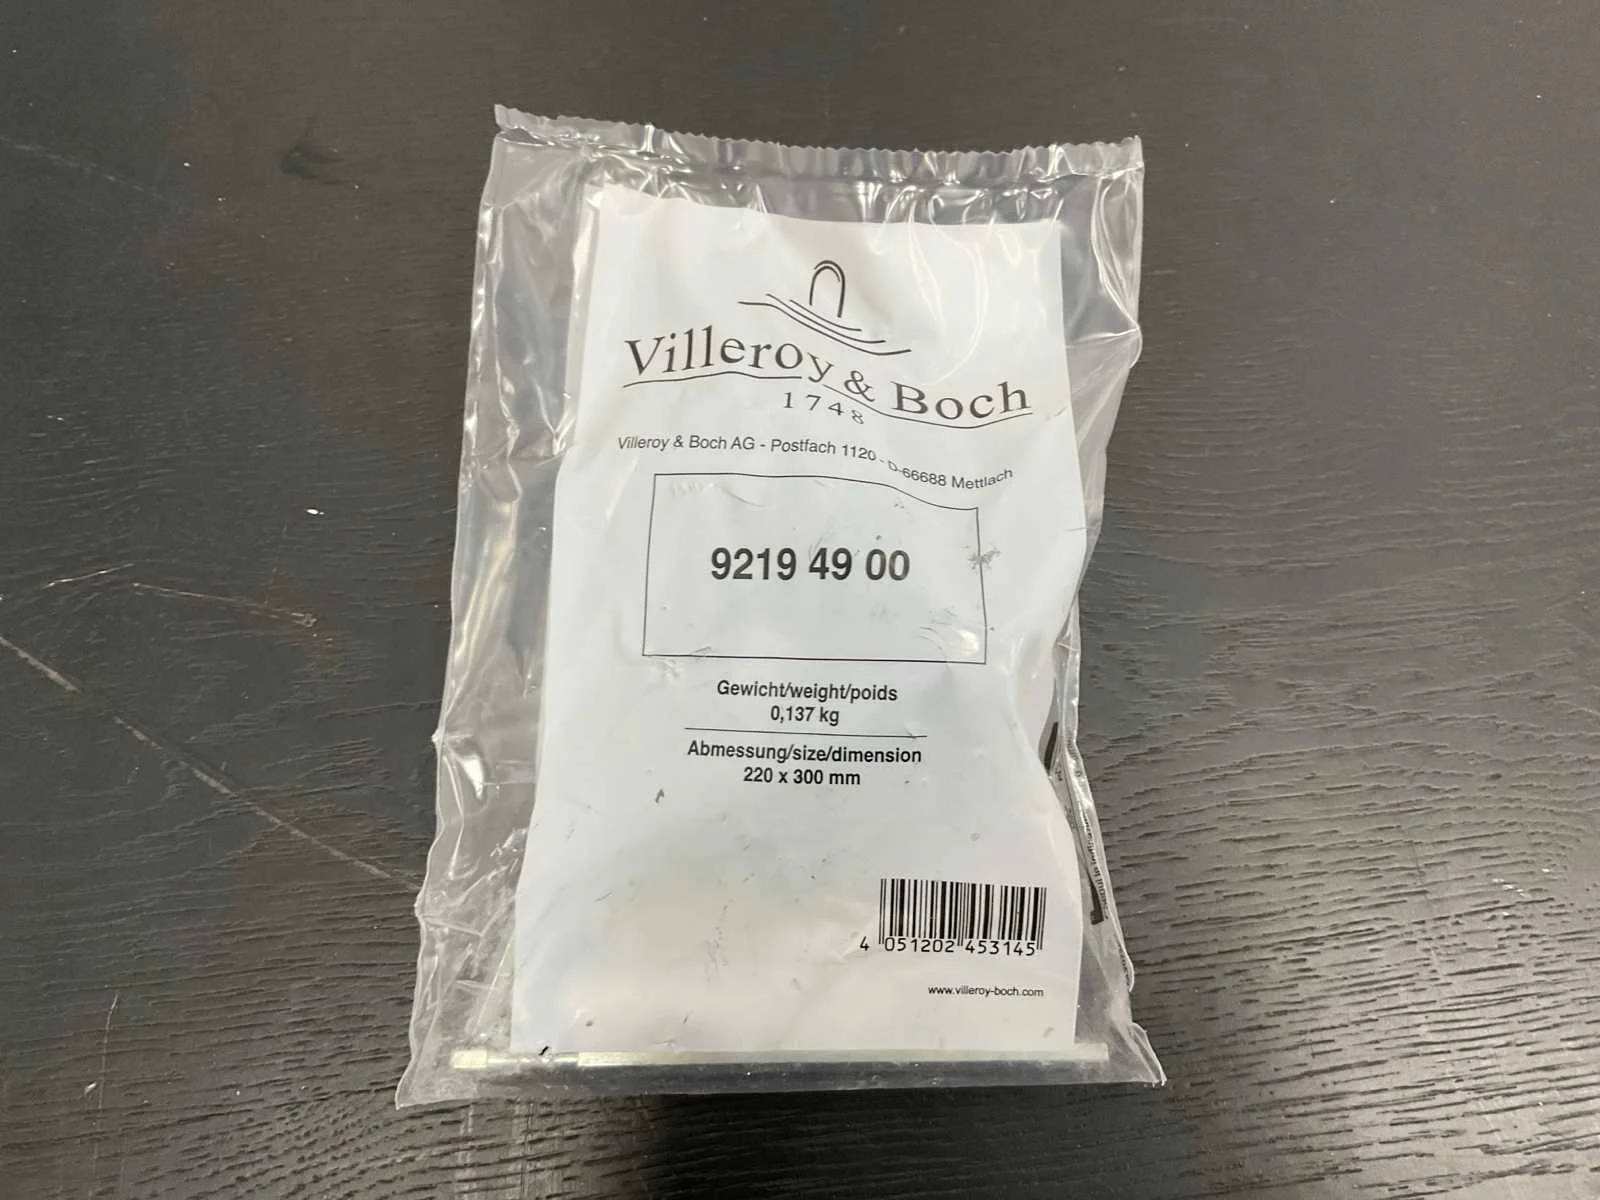 Villeroy & Boch
1748
Villeroy & Boch AG - Postfach 1120 - D-66688 Mettlach
9219 49 00
Gewicht/weight/poids
0,137 kg
Abmessung/size/dimension
220 x 300 mm
4 051202 453145
www.villeroy-boch.com